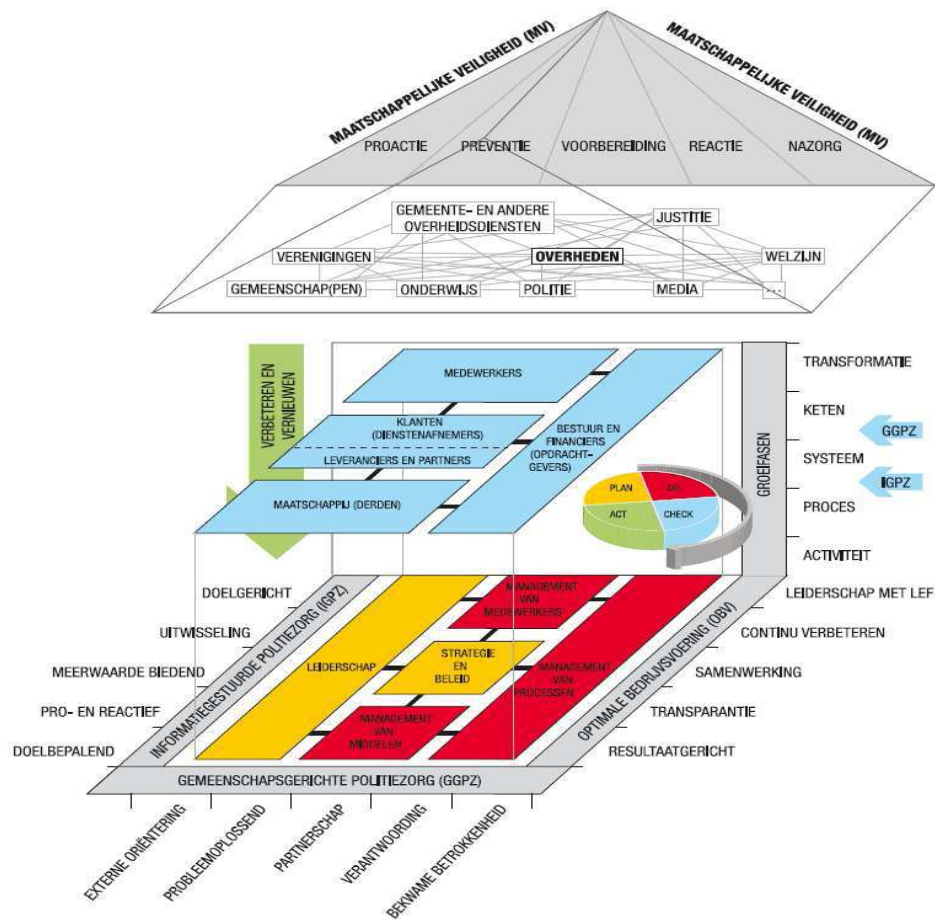 MAATSCHAPPELIJKE VEILIGHEID (MV)
MAATSCHAPPELIJKE VEILIGHEID (MV)
PROACTIE
PREVENTIE
VOORBEREIDING
REACTIE
NAZORG
GEMEENTE- EN ANDERE
OVERHEIDSDIENSTEN
JUSTITIE
VERENIGINGEN
OVERHEDEN
WELZIJN
GEMEENSCHAP(PEN)
ONDERWIJS
POLITIE
MEDIA
...
VERBETEREN EN
VERNIEUWEN
MEDEWERKERS
KLANTEN
(DIENSTENAFNEMERS)
LEVERANCIERS EN PARTNERS
MAATSCHAPPIJ (DERDEN)
BESTUUR EN
FINANCIERS
(OPDRACHT-
GEVERS)
PLAN
DO
ACT
CHECK
GROEIFASEN
TRANSFORMATIE
KETEN
GGPZ
SYSTEEM
IGPZ
PROCES
ACTIVITEIT
DOELGERICHT
UITWISSELING
MEERWAARDE BIEDEND
PRO- EN REACTIEF
DOELBEPALEND
INFORMATIEGESTUURDE POLITIEZORG (IGPZ)
LEIDERSCHAP
MANAGEMENT
VAN
MEDEWERKERS
STRATEGIE
EN
BELEID
MANAGEMENT
VAN
MIDDELEN
MANAGEMENT
VAN
PROCESSEN
OPTIMALE BEDRIJFSVOERING (OBV)
LEIDERSCHAP MET LEF
CONTINU VERBETEREN
SAMENWERKING
TRANSPARANTIE
RESULTAATGERICHT
GEMEENSCHAPSGERICHTE POLITIEZORG (GGPZ)
EXTERNE ORIËNTERING
PROBLEEMOPLOSSEND
PARTNERSCHAP
VERANTWOORDING
BEKWAME BETROKKENHEID